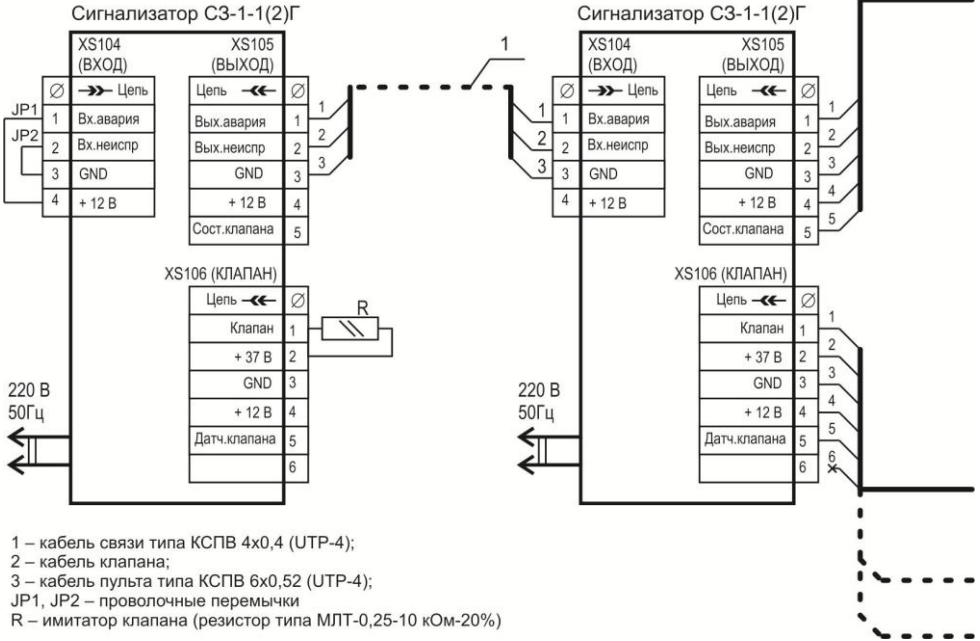 Сигнализатор СЗ-1-1(2)Г
XS104
(ВХОД)
XS105
(ВЫХОД)
∅ Цепь
JP1
1 Вх.авария
JP2
2 Вх.неиспр
3 GND
4 + 12 В
Цепь ∅
Вых.авария 1
Вых.неиспр 2
GND 3
+ 12 В 4
Сост.клапана 5
1
2
3
XS106 (КЛАПАН)
Цепь ∅
Клапан 1
+ 37 В 2
GND 3
+ 12 В 4
Датч.клапана 5
6
R
220 В
50Гц
1
Сигнализатор СЗ-1-1(2)Г
XS104
(ВХОД)
XS105
(ВЫХОД)
1
2
3
∅ Цепь
1 Вх.авария
2 Вх.неиспр
3 GND
4 + 12 В
Цепь ∅
Вых.авария 1
Вых.неиспр 2
GND 3
+ 12 В 4
Сост.клапана 5
1
2
3
4
5
XS106 (КЛАПАН)
Цепь ∅
Клапан 1
+ 37 В 2
GND 3
+ 12 В 4
Датч.клапана 5
6
1
2
3
4
5
6
220 В
50Гц
1 – кабель связи типа КСПВ 4х0,4 (UTP-4);
2 – кабель клапана;
3 – кабель пульта типа КСПВ 6х0,52 (UTP-4);
JP1, JP2 – проволочные перемычки
R – имитатор клапана (резистор типа МЛТ-0,25-10 кОм-20%)